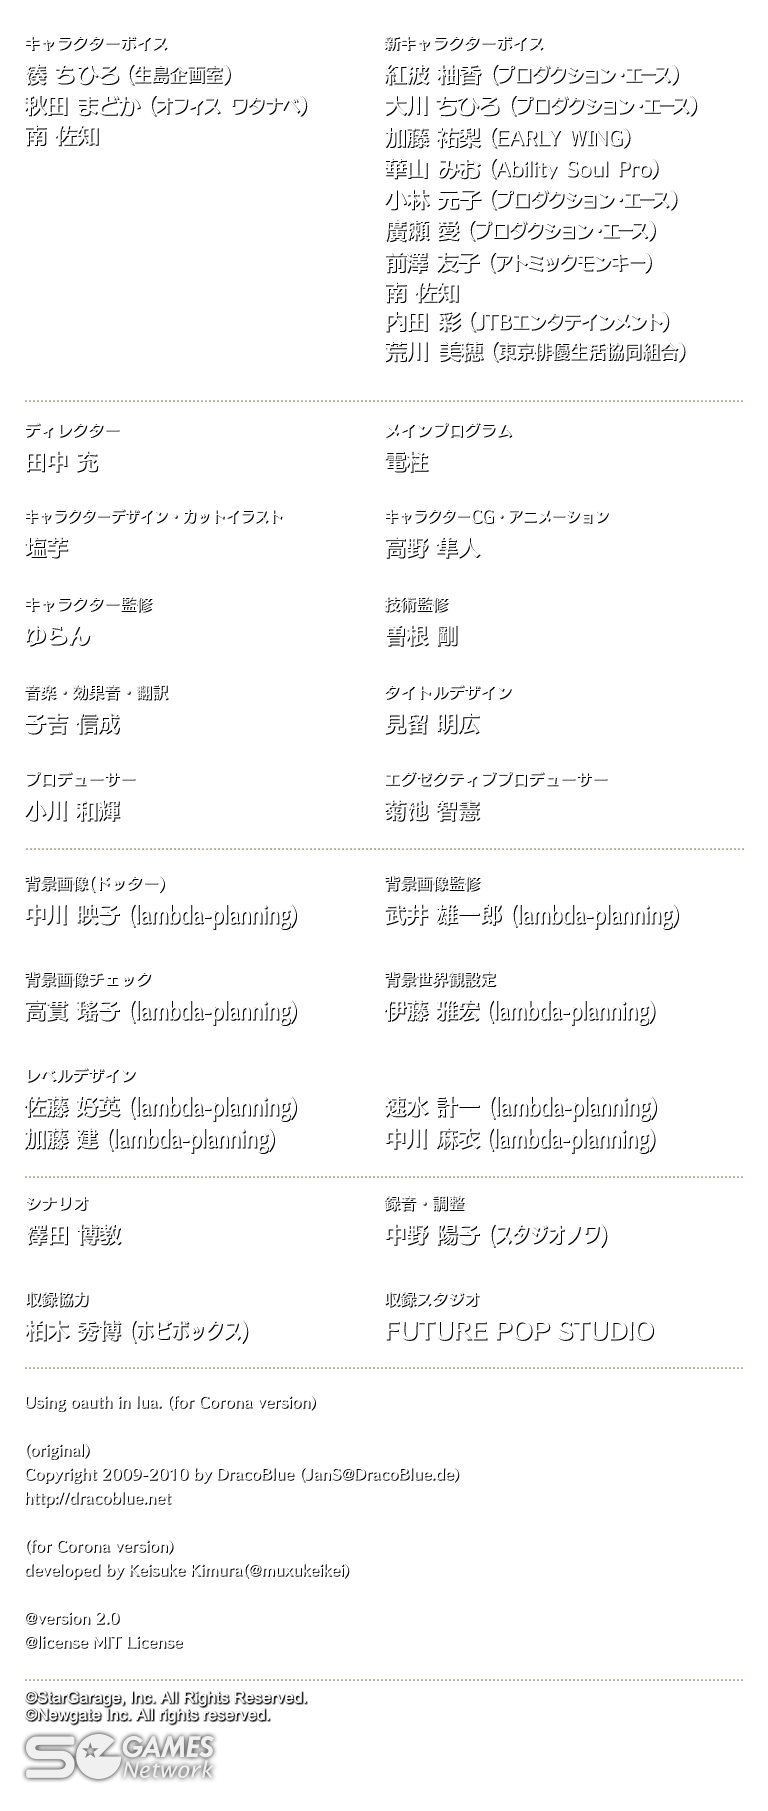 キャラクターボイス
湊 ちひろ (生島企画室)
秋田 まどか (オフィス ワタナベ)
南 佐知
新キャラクターボイス
紅波 柚香 (プロダクション・エース)
大川 ちひろ (プロダクション・エース)
加藤 祐梨 (EARLY WING)
華山 みお (Ability Soul Pro)
小林 元子 (プロダクション・エース)
廣瀬 愛 (プロダクション・エース)
前澤 友子 (アトミックモンキー)
南 佐知
内田 彩 (JTBエンタテインメント)
荒川 美穂 (東京俳優生活協同組合)
ディレクター
田中 充
メインプログラム
電柱
キャラクターデザイン・カットイラスト
塩芋
キャラクターCG・アニメーション
高野 隼人
キャラクター監修
ゆらん
技術監修
曽根 剛
音楽・効果音・翻訳
子吉 信成
タイトルデザイン
見留 明広
プロデューサー
小川 和輝
エグゼクティブプロデューサー
菊池 智憲
背景画像(ドッター)
中川 映子 (lambda-planning)
背景画像監修
武井 雄一郎 (lambda-planning)
背景画像チェック
高貫 瑤子 (lambda-planning)
背景世界観設定
伊藤 雅宏 (lambda-planning)
レベルデザイン
佐藤 好英 (lambda-planning)
速水 計一 (lambda-planning)
加藤 建 (lambda-planning)
中川 麻衣 (lambda-planning)
シナリオ
澤田 博教
録音・調整
中野 陽子 (スタジオノワ)
収録協力
柏木 秀博 (ホビボックス)
収録スタジオ
FUTURE POP STUDIO
Using oauth in lua. (for Corona version)
(original)
Copyright 2009-2010 by DracoBlue (JanS@DracoBlue.de)
http://dracoblue.net
(for Corona version)
developed by Keisuke Kimura(@muxukeikei)
@version 2.0
@license MIT License
©StarGarage, Inc. All Rights Reserved.
©Newgate Inc. All rights reserved.
SG GAMES
Network